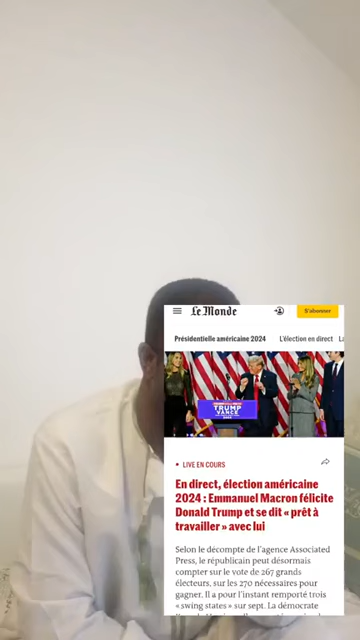 Le Monde
S'abonner
Présidentielle américaine 2024 L'élection en direct
TRUMP
VANCE
LIVE EN COURS
En direct, élection américaine
2024 : Emmanuel Macron félicite
Donald Trump et se dit « prêt à
travailler » avec lui
Selon le décompte de l'agence Associated
Press, le républicain peut désormais
compter sur le vote de 267 grands
électeurs, sur les 270 nécessaires pour
gagner. Il a pour l'instant remporté trois
« swing states » sur sept. La démocrate